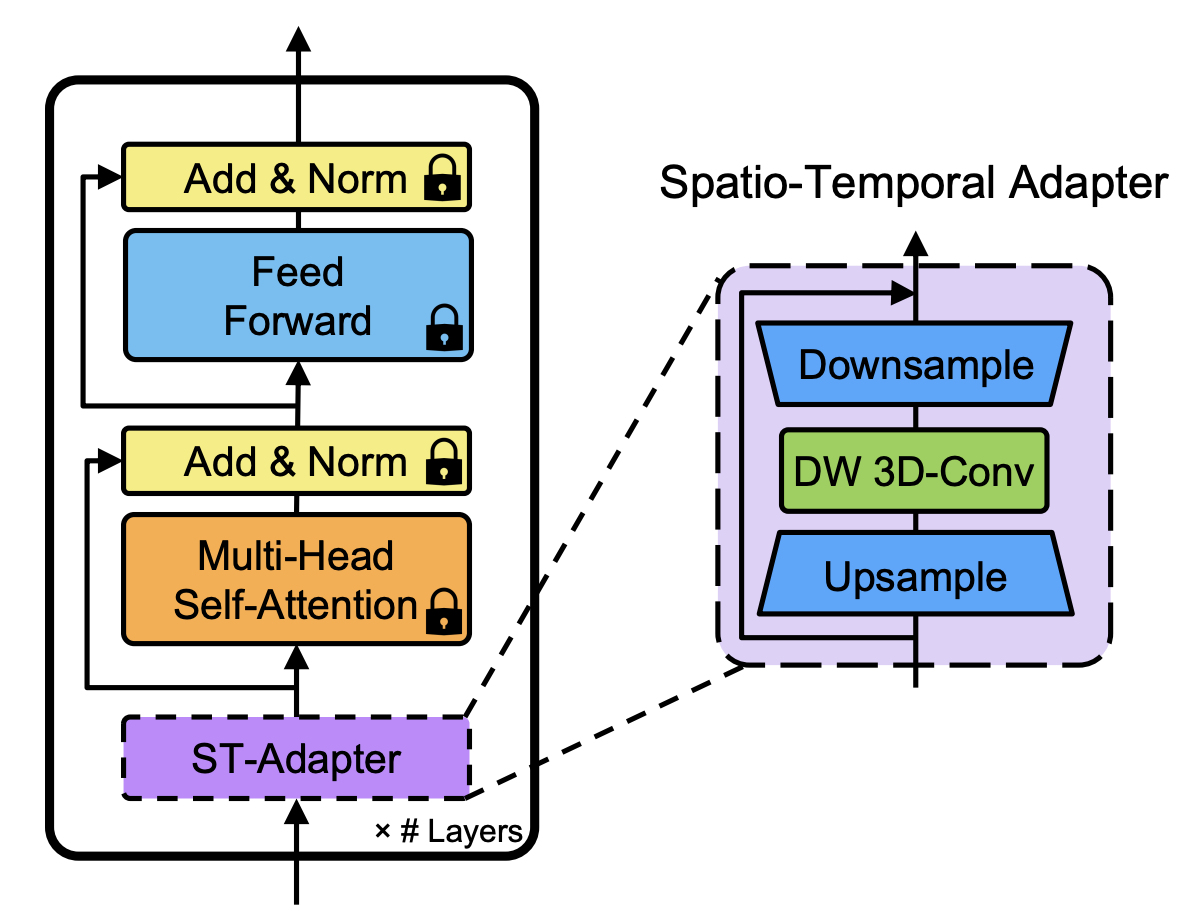 Add & Norm
Feed
Forward
Add & Norm
Multi-Head
Self-Attention
ST-Adapter
× # Layers
Spatio-Temporal Adapter
Downsample
DW 3D-Conv
Upsample